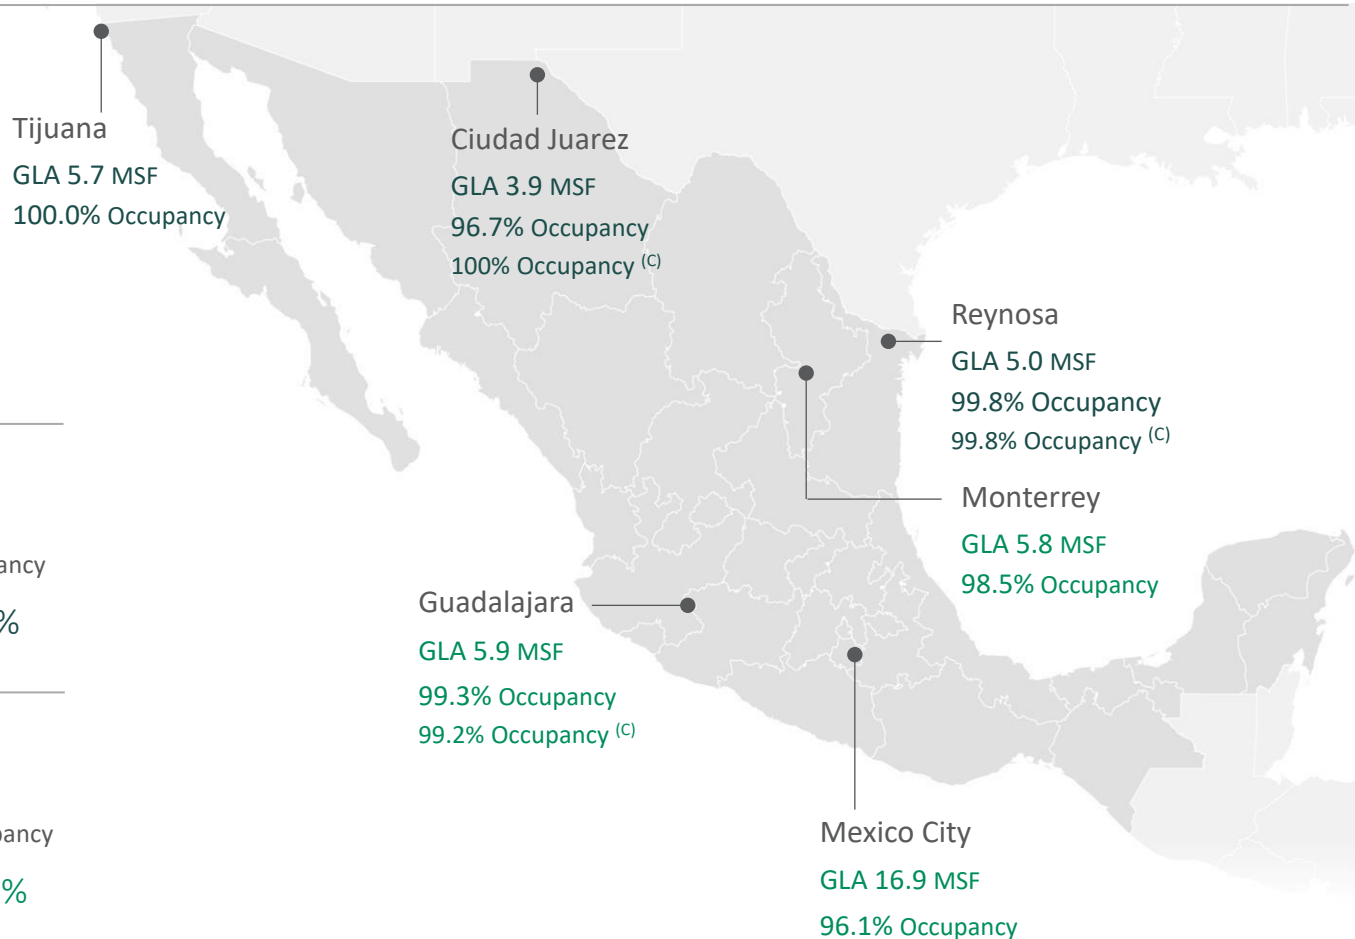 Tijuana
GLA 5.7 MSF
100.0% Occupancy
Ciudad Juarez
GLA 3.9 MSF
96.7% Occupancy
100% Occupancy (C)
Reynosa
GLA 5.0 MSF
99.8% Occupancy
99.8% Occupancy (C)
Monterrey
GLA 5.8 MSF
98.5% Occupancy
Guadalajara
GLA 5.9 MSF
99.3% Occupancy
99.2% Occupancy (C)
Mexico City
GLA 16.9 MSF
96.1% Occupancy
%
%